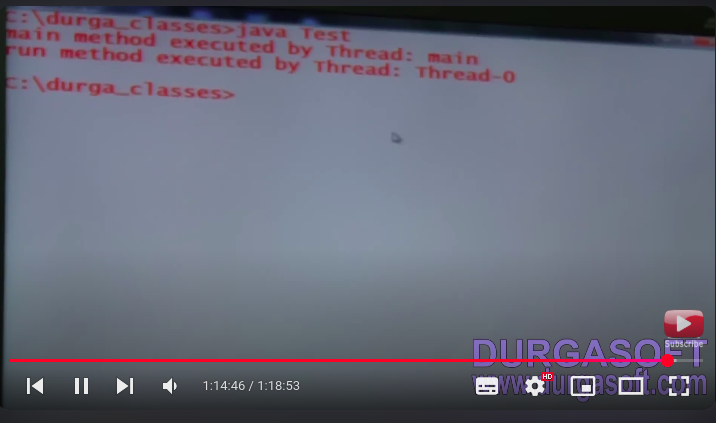 C:\durga_classes>java Test
main method executed by Thread: main
run method executed by Thread: Thread-0
C:\durga_classes>
Subscribe
DURGASOFT
www.durgasoft.com
1:14:46 / 1:18:53
HD